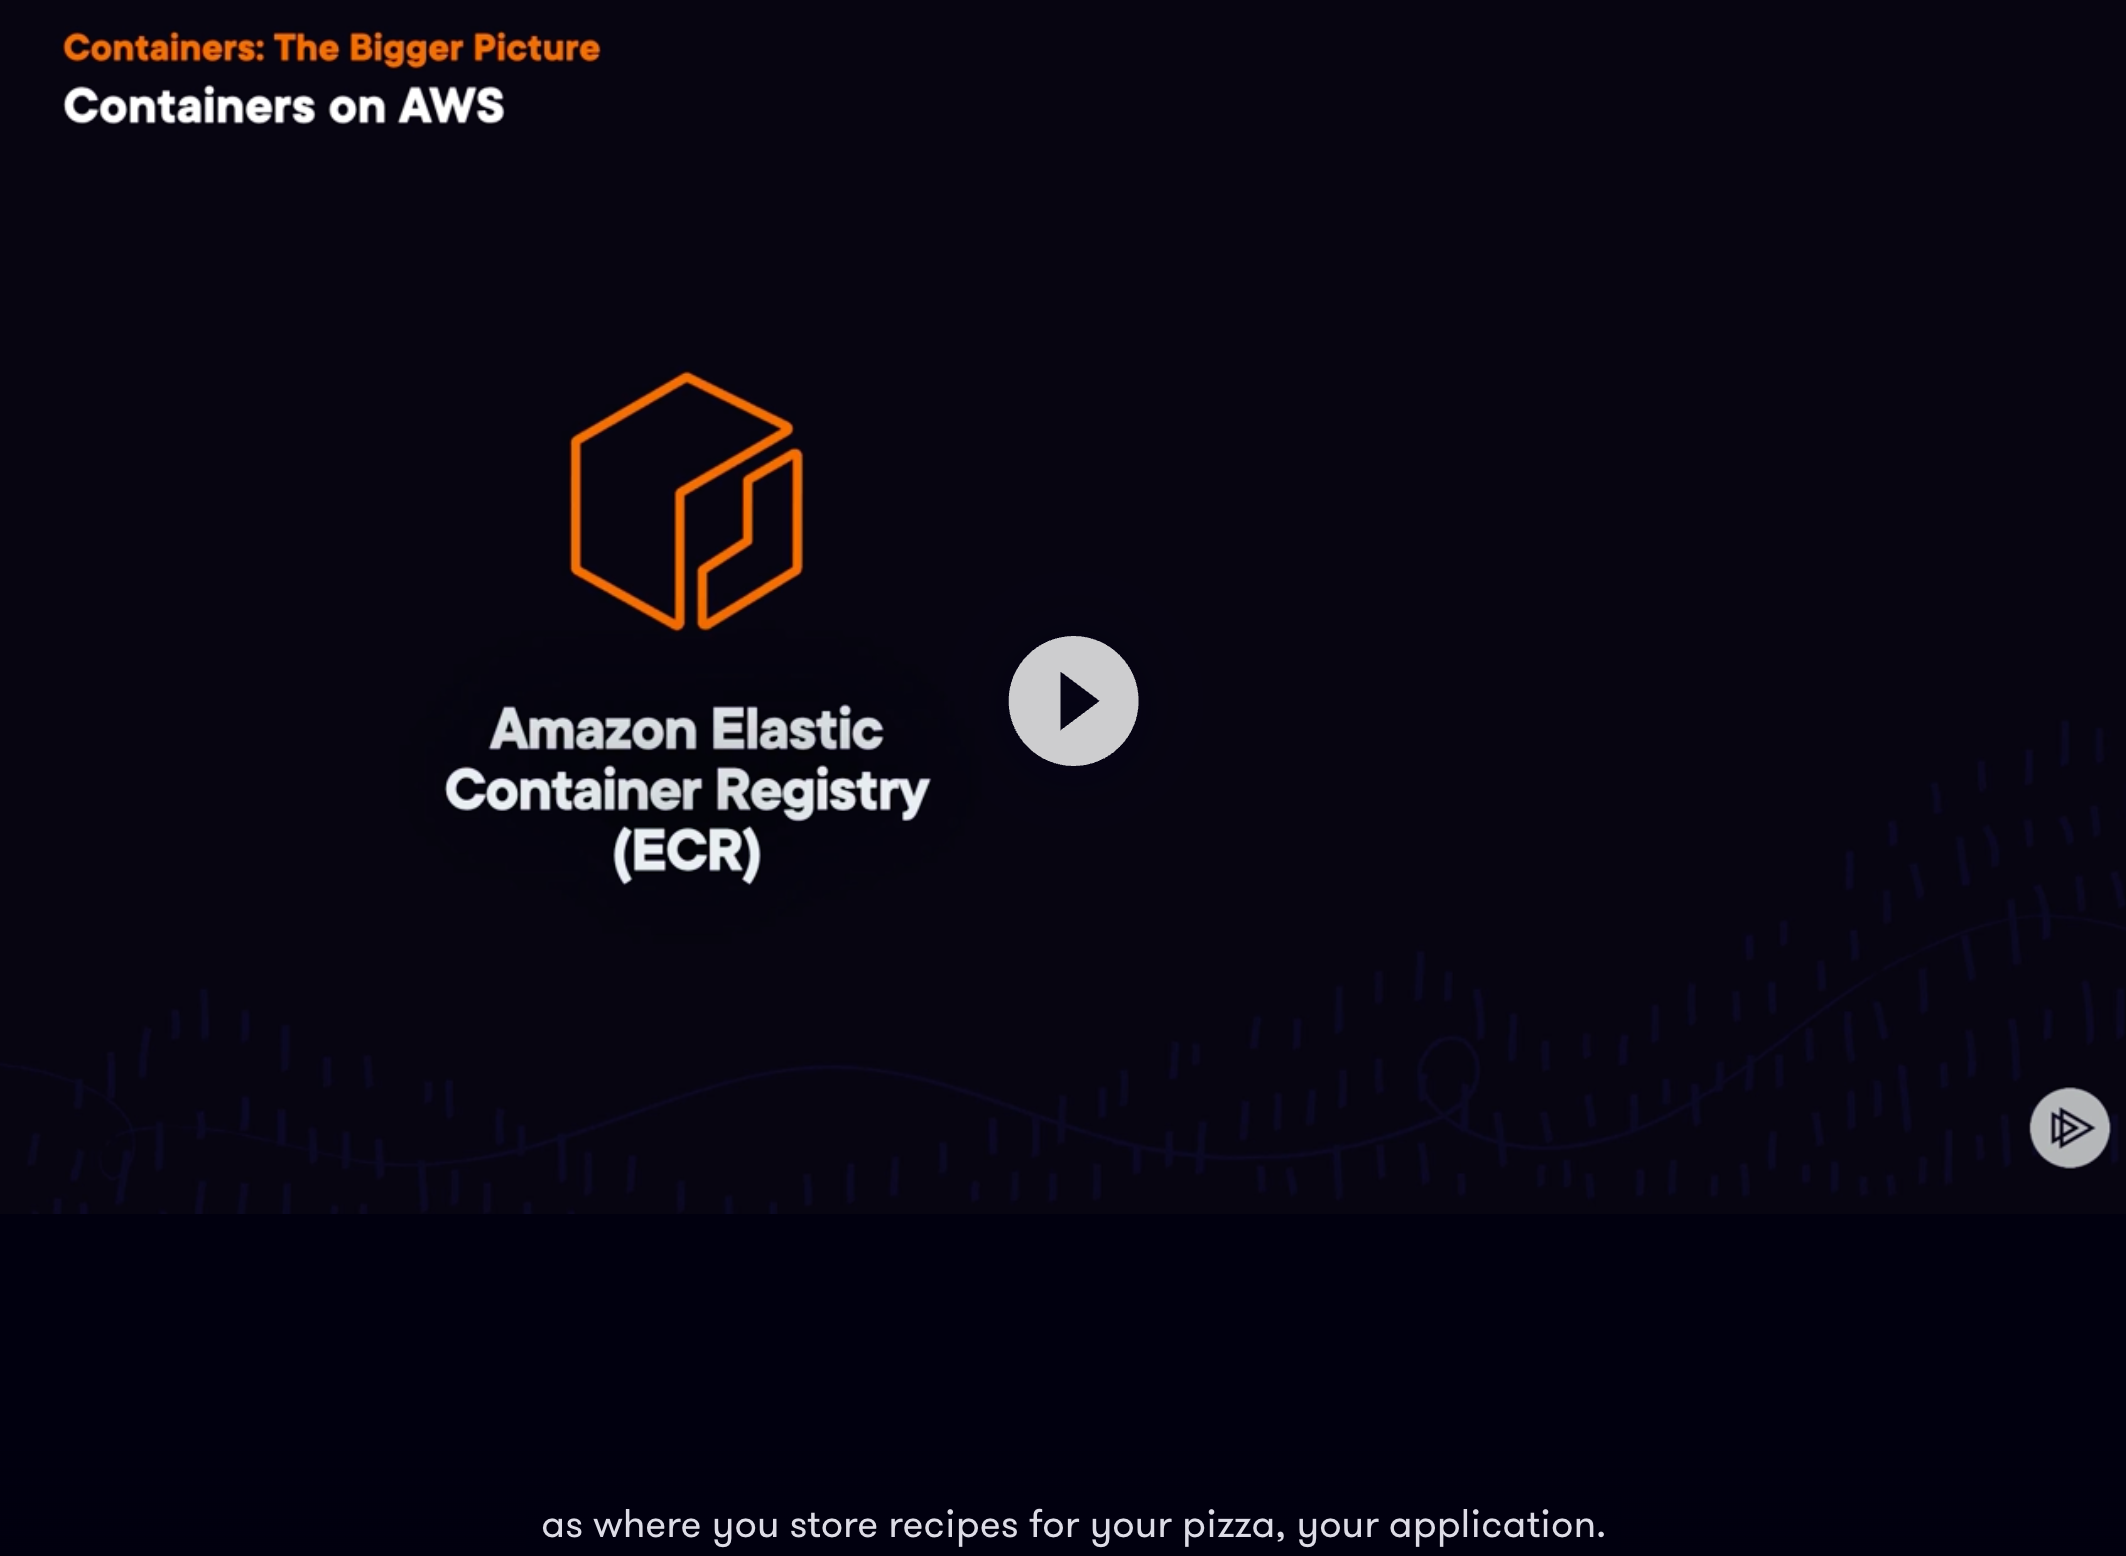 Containers: The Bigger Picture
Containers on AWS
Amazon Elastic
Container Registry
(ECR)
as where you store recipes for your pizza, your application.